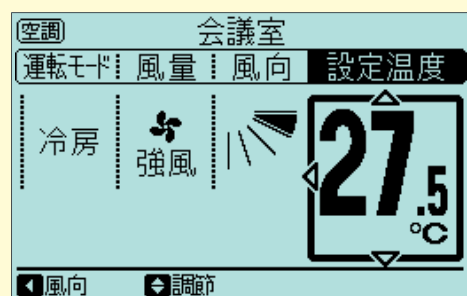 空調 会議室
運転モード 風量 風向 設定温度
冷房 強風 27.5℃
風向 調節